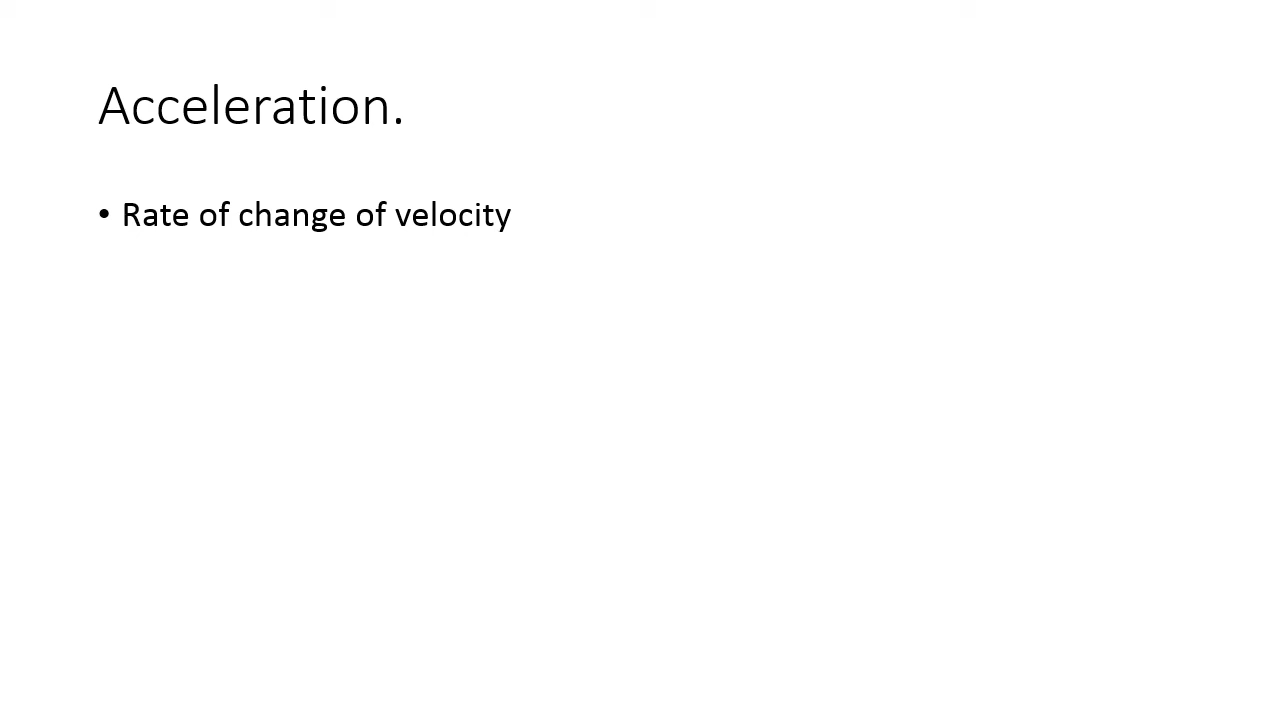 Acceleration.
• Rate of change of velocity